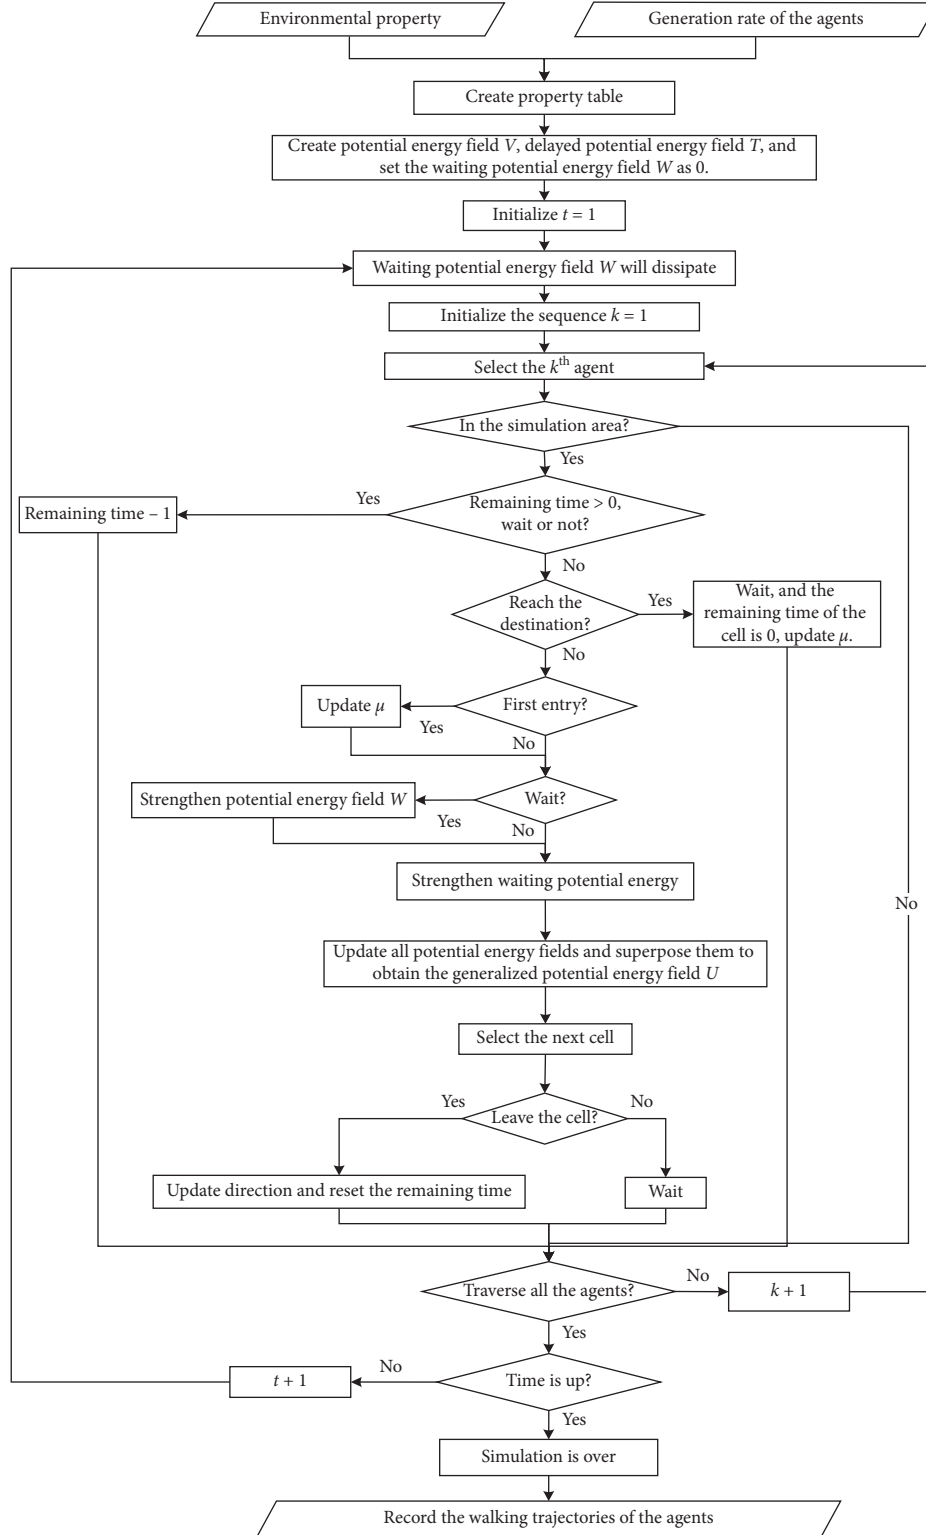 Environmental property
Generation rate of the agents
Create property table
Create potential energy field V, delayed potential energy field T, and
set the waiting potential energy field W as 0.
Initialize t = 1
Waiting potential energy field W will dissipate
Initialize the sequence k = 1
Select the kth agent
In the simulation area?
Yes
Remaining time > 0,
wait or not?
Yes
Remaining time – 1
No
Reach the
destination?
Yes
Wait, and the
remaining time of the
cell is 0, update μ.
No
First entry?
Update μ
Yes
No
Wait?
Strengthen potential energy field W
Yes
No
Strengthen waiting potential energy
No
Update all potential energy fields and superpose them to
obtain the generalized potential energy field U
Select the next cell
Leave the cell?
Yes
No
Update direction and reset the remaining time
Wait
Traverse all the agents?
No
k + 1
Yes
Time is up?
No
t + 1
Yes
Simulation is over
Record the walking trajectories of the agents